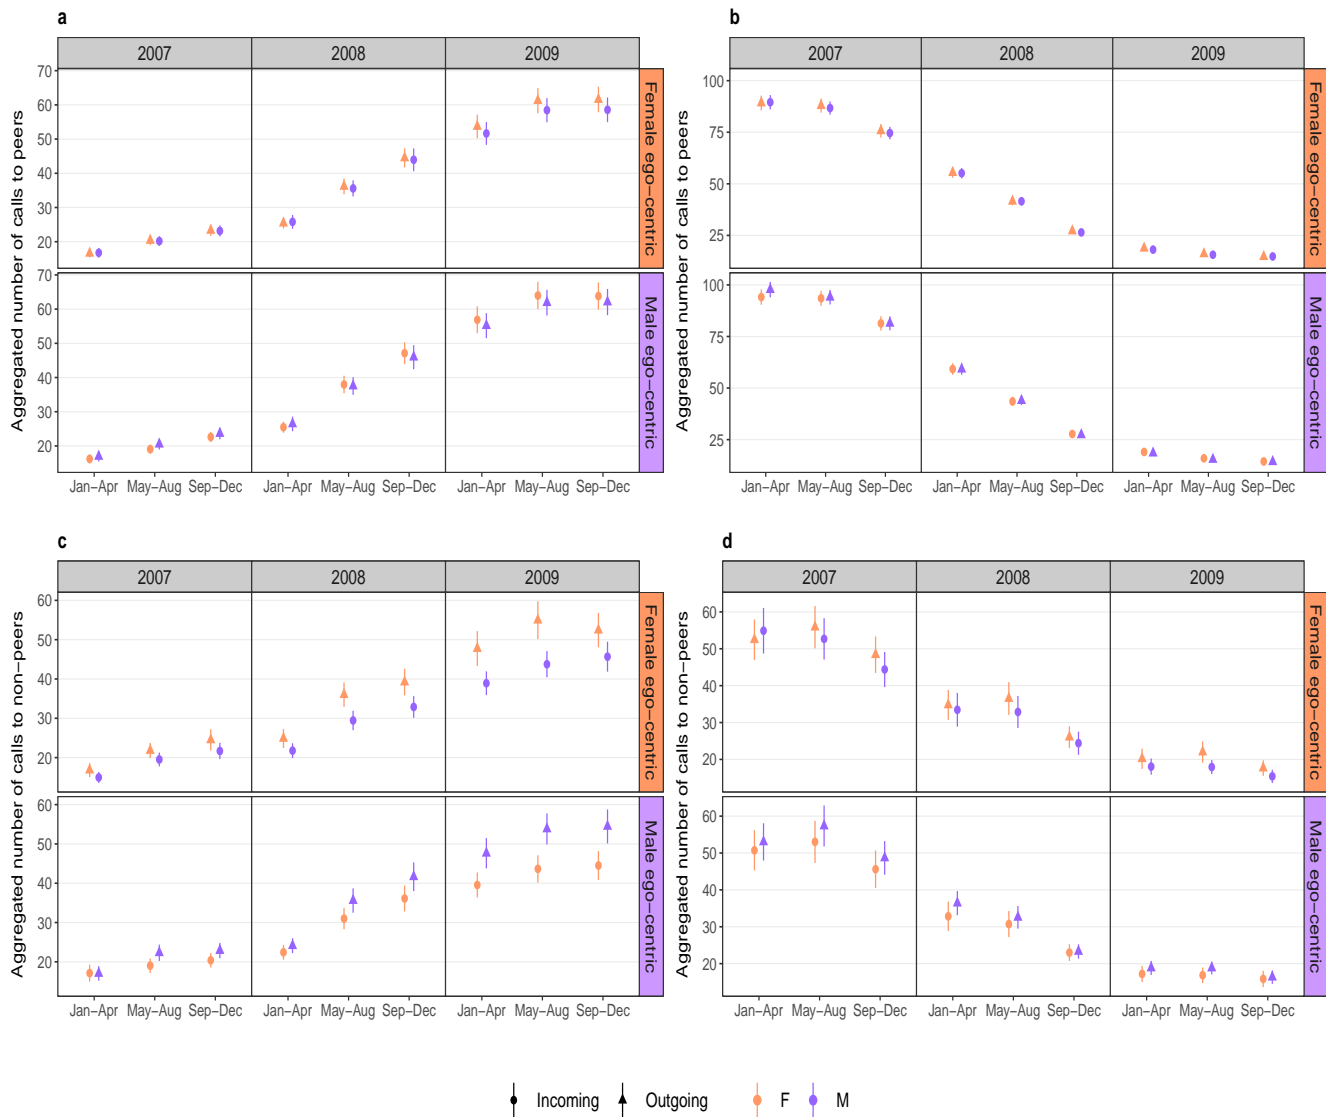 a
2007 2008 2009
Aggregated number of calls to peers
70
60
50
40
30
20
Female ego−centric
70
60
50
40
30
20
Male ego−centric
Jan−Apr May−Aug Sep−Dec Jan−Apr May−Aug Sep−Dec Jan−Apr May−Aug Sep−Dec
b
2007 2008 2009
Aggregated number of calls to peers
100
75
50
25
Female ego−centric
100
75
50
25
Male ego−centric
Jan−Apr May−Aug Sep−Dec Jan−Apr May−Aug Sep−Dec Jan−Apr May−Aug Sep−Dec
c
2007 2008 2009
Aggregated number of calls to non−peers
60
50
40
30
20
Female ego−centric
60
50
40
30
20
Male ego−centric
Jan−Apr May−Aug Sep−Dec Jan−Apr May−Aug Sep−Dec Jan−Apr May−Aug Sep−Dec
d
2007 2008 2009
Aggregated number of calls to non−peers
60
50
40
30
20
Female ego−centric
60
50
40
30
20
Male ego−centric
Jan−Apr May−Aug Sep−Dec Jan−Apr May−Aug Sep−Dec Jan−Apr May−Aug Sep−Dec
Incoming Outgoing F M